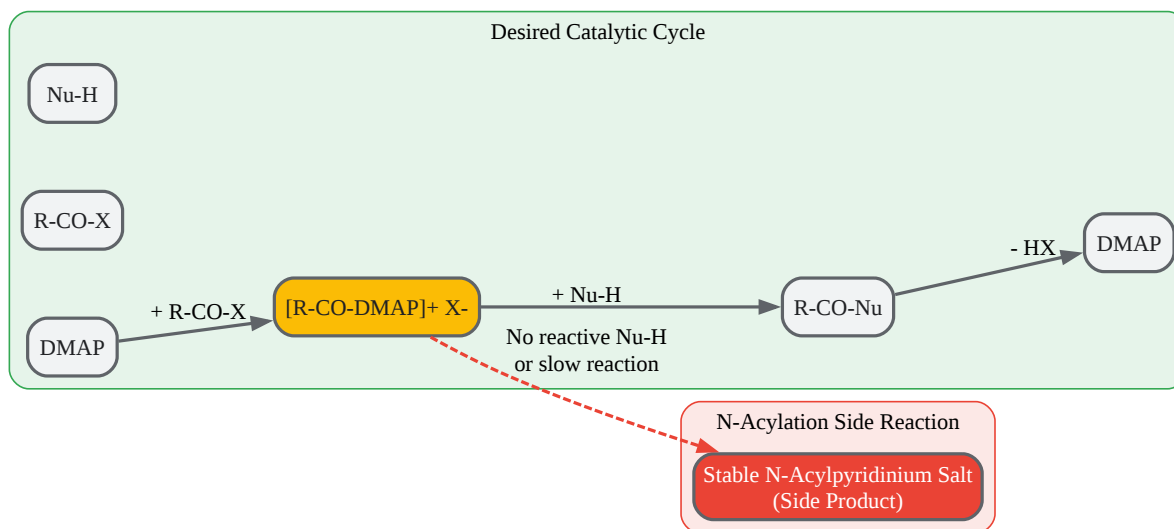 Desired Catalytic Cycle
Nu-H
R-CO-X
DMAP
+ R-CO-X
[R-CO-DMAP]+ X-
+ Nu-H
R-CO-Nu
- HX
DMAP
No reactive Nu-H
or slow reaction
N-Acylation Side Reaction
Stable N-Acylpyridinium Salt
(Side Product)